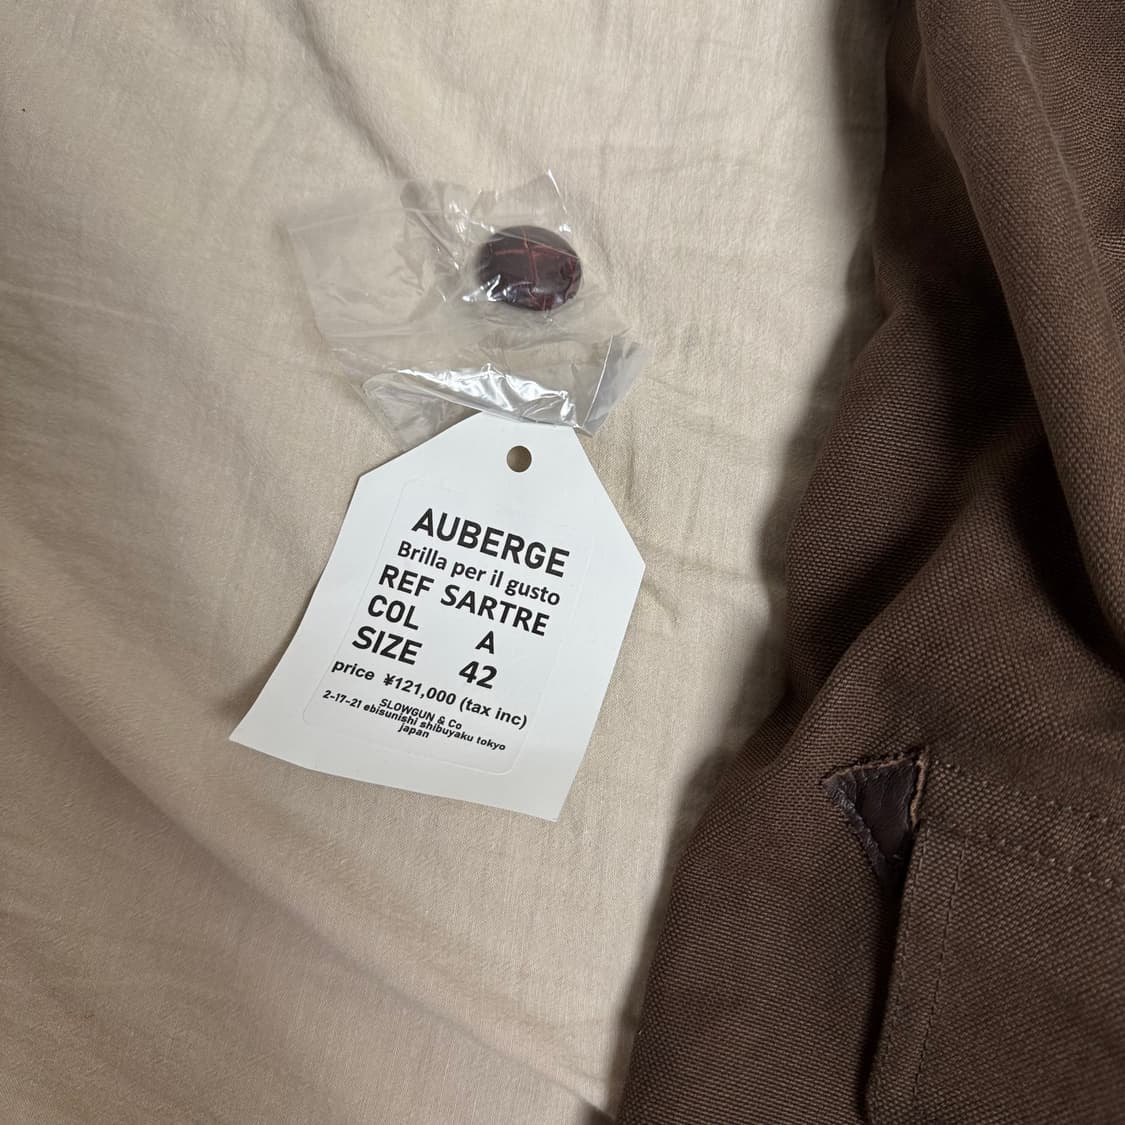 AUBERGE
Brilla per il gusto
REF SARTRE
COL A
SIZE 42
price ¥121,000 (tax inc)
SLOWGUN & Co
2-17-21 ebisunishi shibuyaku tokyo
japan